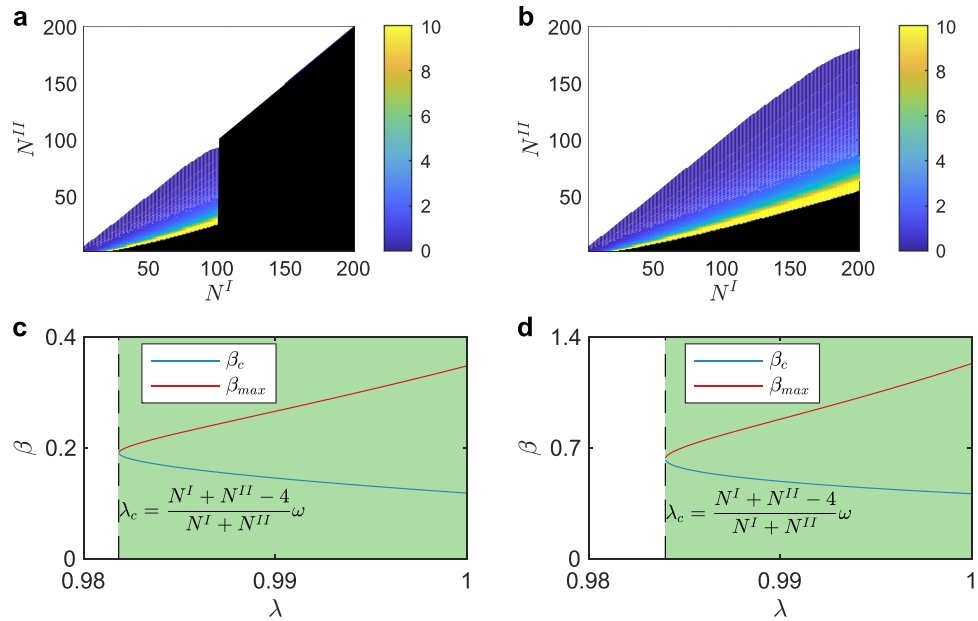 a
200
150
100
50
N^{II}
50 100 150 200
N^I
10
8
6
4
2
0
b
200
150
100
50
N^{II}
50 100 150 200
N^I
10
8
6
4
2
0
c
0.4
0.2
0
β
β_c
β_{max}
λ_c = \frac{N^I + N^{II} - 4}{N^I + N^{II}} ω
0.98 0.99 1
λ
d
1.4
0.7
0
β
β_c
β_{max}
λ_c = \frac{N^I + N^{II} - 4}{N^I + N^{II}} ω
0.98 0.99 1
λ